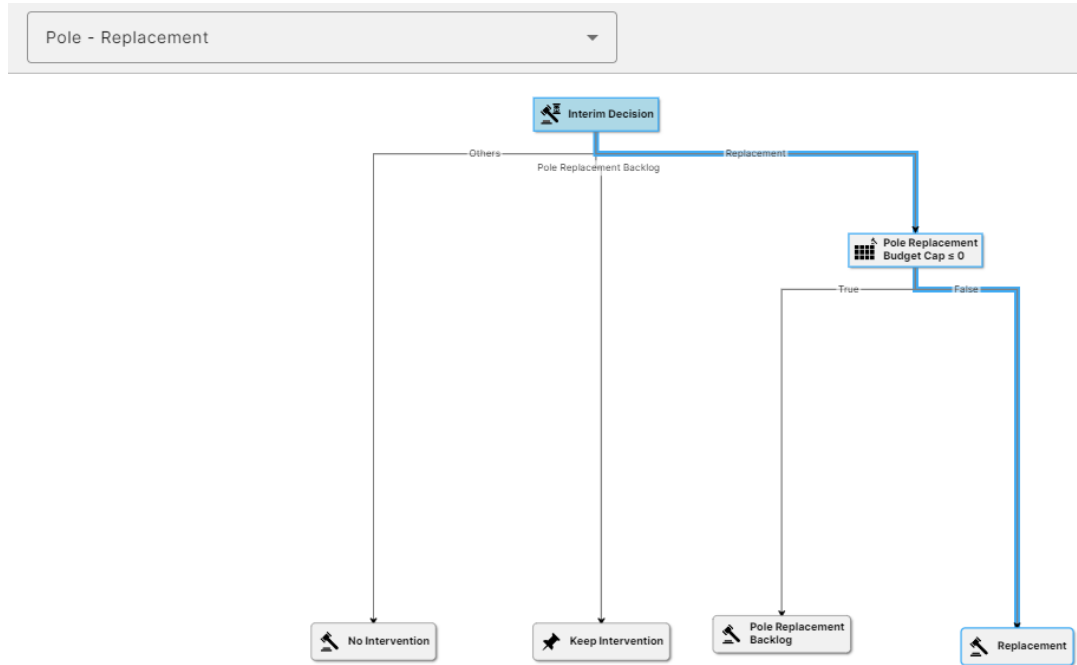 Pole - Replacement
Interim Decision
Others
Replacement
Pole Replacement Backlog
Pole Replacement
Budget Cap ≤ 0
True
False
No Intervention
Keep Intervention
Pole Replacement
Backlog
Replacement